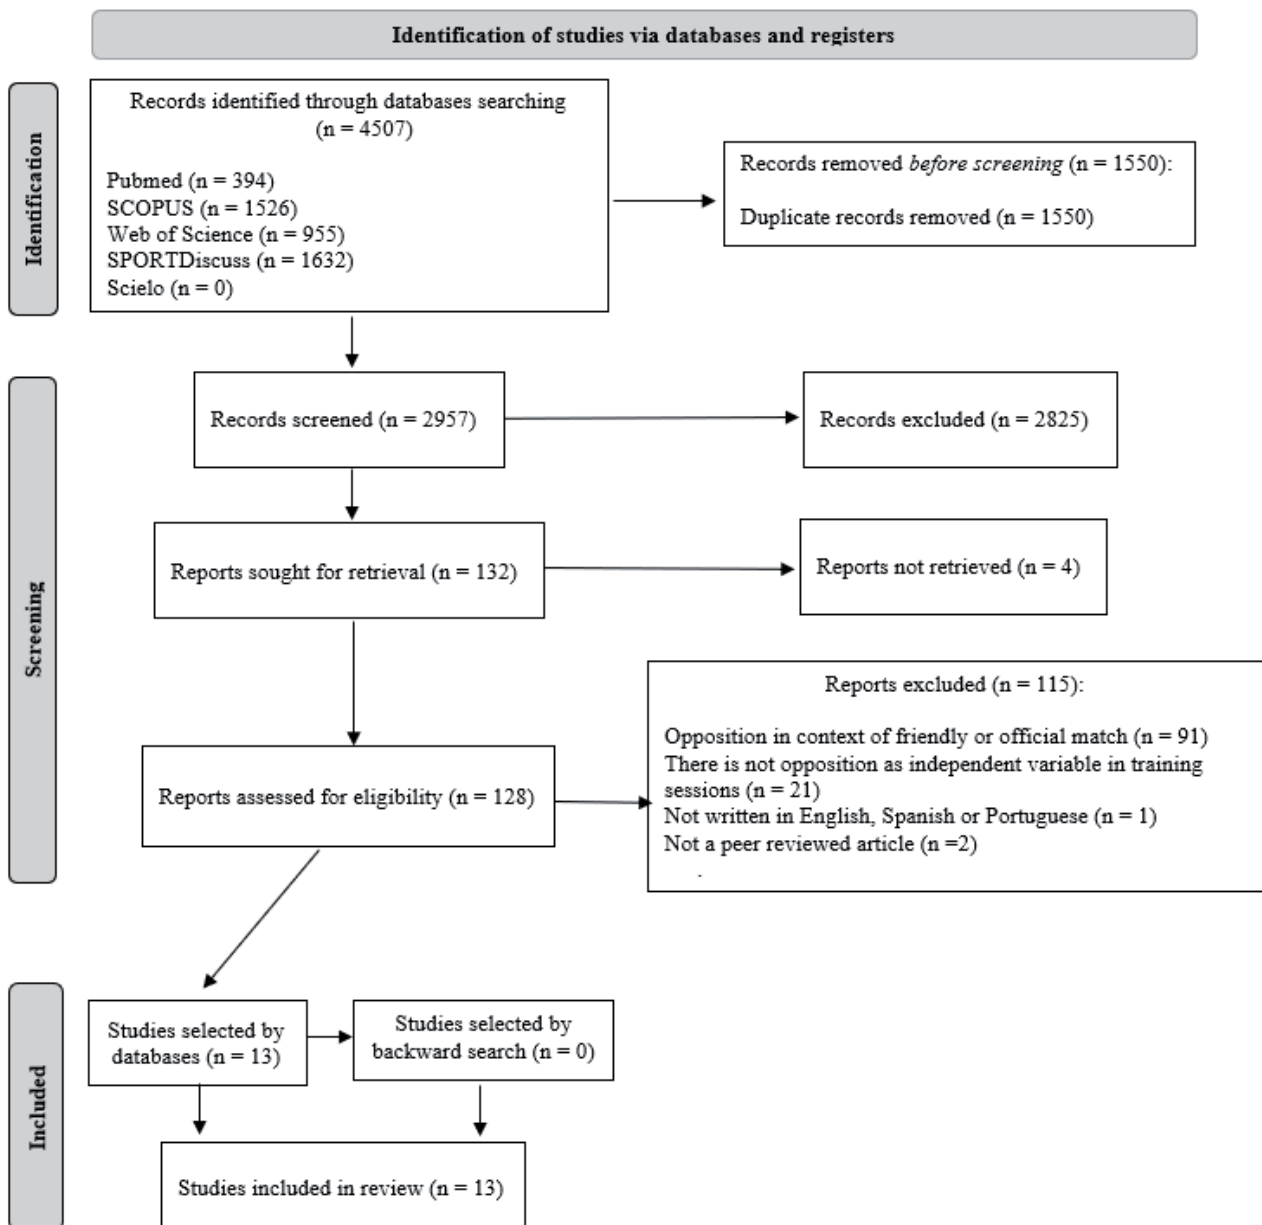 Identification of studies via databases and registers
Identification
Records identified through databases searching
(n = 4507)
Pubmed (n = 394)
SCOPUS (n = 1526)
Web of Science (n = 955)
SPORTDiscuss (n = 1632)
Scielo (n = 0)
Records removed before screening (n = 1550):
Duplicate records removed (n = 1550)
Screening
Records screened (n = 2957)
Records excluded (n = 2825)
Reports sought for retrieval (n = 132)
Reports not retrieved (n = 4)
Reports assessed for eligibility (n = 128)
Reports excluded (n = 115):
Opposition in context of friendly or official match (n = 91)
There is not opposition as independent variable in training
sessions (n = 21)
Not written in English, Spanish or Portuguese (n = 1)
Not a peer reviewed article (n =2)
.
Included
Studies selected by
databases (n = 13)
Studies selected by
backward search (n = 0)
Studies included in review (n = 13)